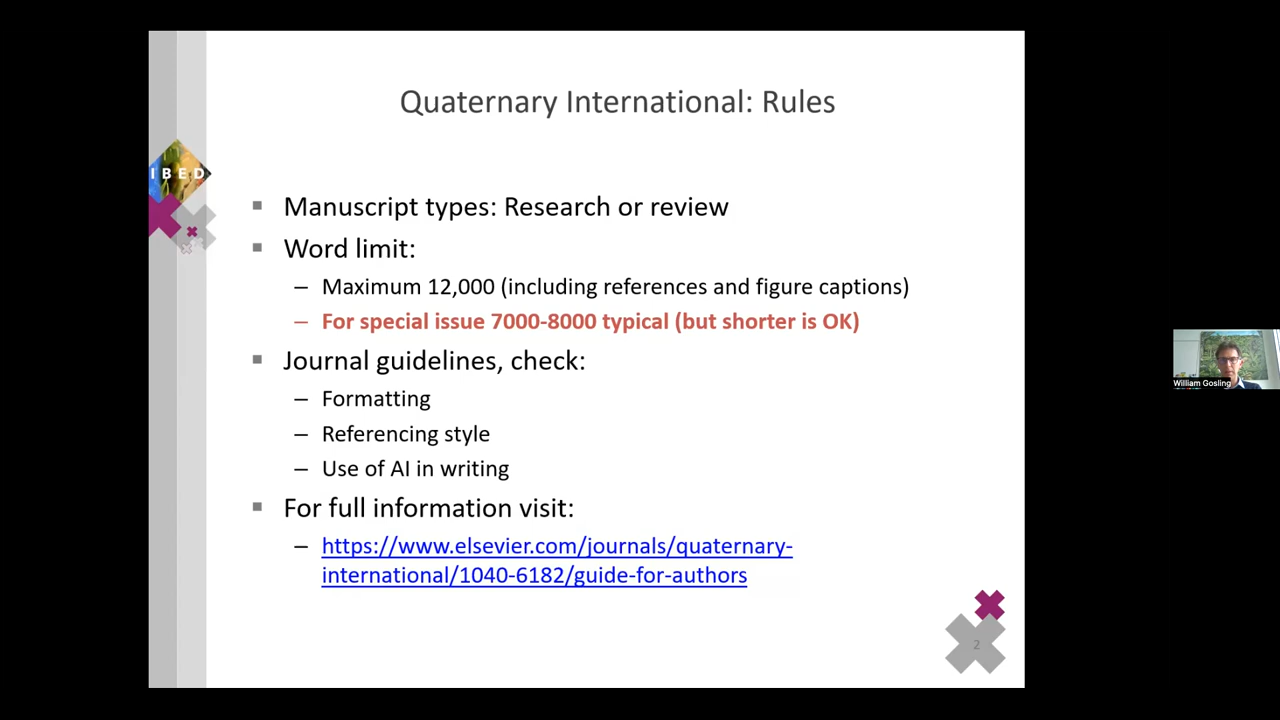 Quaternary International: Rules
IBED
Manuscript types: Research or review
Word limit:
– Maximum 12,000 (including references and figure captions)
– For special issue 7000-8000 typical (but shorter is OK)
Journal guidelines, check:
– Formatting
– Referencing style
– Use of AI in writing
For full information visit:
– https://www.elsevier.com/journals/quaternary-
international/1040-6182/guide-for-authors
2
William Gosling